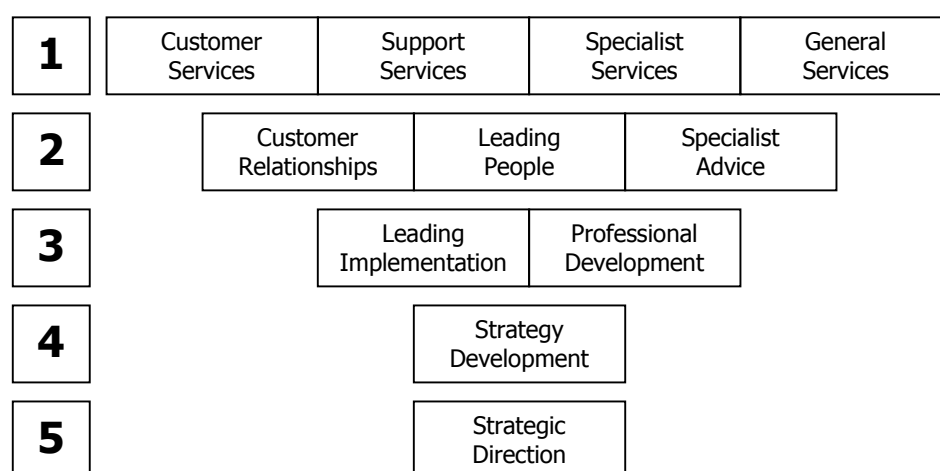 1
Customer
Services
Support
Services
Specialist
Services
General
Services
2
Customer
Relationships
Leading
People
Specialist
Advice
3
Leading
Implementation
Professional
Development
4
Strategy
Development
5
Strategic
Direction